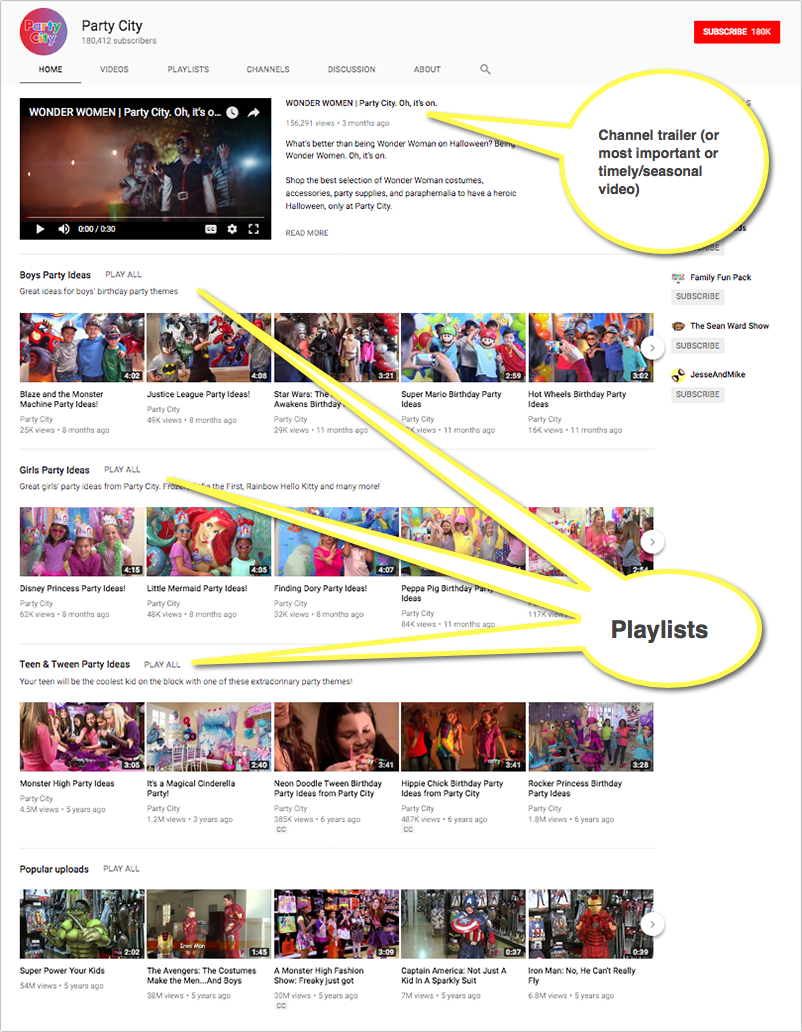 Party City
Party City
180,412 subscribers
SUBSCRIBE 180K
HOME VIDEOS PLAYLISTS CHANNELS DISCUSSION ABOUT
WONDER WOMEN | Party City. Oh, it's o...
0:00 / 0:30
CC
WONDER WOMEN | Party City. Oh, it's on.
156,291 views • 3 months ago
What's better than being Wonder Woman on Halloween? Being
Wonder Women. Oh, it's on.
Shop the best selection of Wonder Woman costumes,
accessories, party supplies, and paraphernalia to have a heroic
Halloween, only at Party City.
READ MORE
Channel trailer (or
most important or
timely/seasonal
video)
SUBSCRIBE
Family Fun Pack
SUBSCRIBE
The Sean Ward Show
SUBSCRIBE
JesseAndMike
SUBSCRIBE
Boys Party Ideas PLAY ALL
Great ideas for boys' birthday party themes
4:02 4:08 3:21 2:59 3:02
Blaze and the Monster
Machine Party Ideas!
Party City
25K views • 8 months ago
Justice League Party Ideas!
Party City
49K views • 8 months ago
Star Wars: The
Awakens Birthday
Party City
29K views • 11 months ago
Super Mario Birthday Party
Ideas
Party City
views • 11 months ago
Hot Wheels Birthday Party
Ideas
Party City
16K views • 11 months ago
Girls Party Ideas PLAY ALL
Great girls' party ideas from Party City. Frozen, the First, Rainbow Hello Kitty and many more!
4:15 4:05 4:07 2:54
Disney Princess Party Ideas!
Party City
62K views • 8 months ago
Little Mermaid Party Ideas!
Party City
48K views • 8 months ago
Finding Dory Party Ideas!
Party City
32K views • 8 months ago
Peppa Pig Birthday Party
Ideas
Party City
84K views • 11 months ago
117K views
Playlists
Teen & Tween Party Ideas PLAY ALL
Your teen will be the coolest kid on the block with one of these extradorinary party themes!
3:05 2:40 3:41 3:41 3:28
Monster High Party Ideas
Party City
4.5M views • 5 years ago
It's a Magical Cinderella
Party!
Party City
1.2M views • 3 years ago
Neon Doodle Tween Birthday
Party Ideas from Party City
Party City
385K views • 6 years ago
CC
Hippie Chick Birthday Party
Ideas from Party City
Party City
487K views • 6 years ago
CC
Rocker Princess Birthday
Party Ideas
Party City
1.8M views • 6 years ago
Popular uploads PLAY ALL
2:02 1:45 3:09 0:37 0:39
Iron Man
Super Power Your Kids
54M views • 5 years ago
The Avengers: The Costumes
Make the Men...And Boys
38M views • 5 years ago
A Monster High Fashion
Show: Freaky just got
30M views • 5 years ago
CC
Captain America: Not Just A
Kid In A Sparkly Suit
7M views • 5 years ago
Iron Man: No, He Can't Really
Fly
6.8M views • 5 years ago